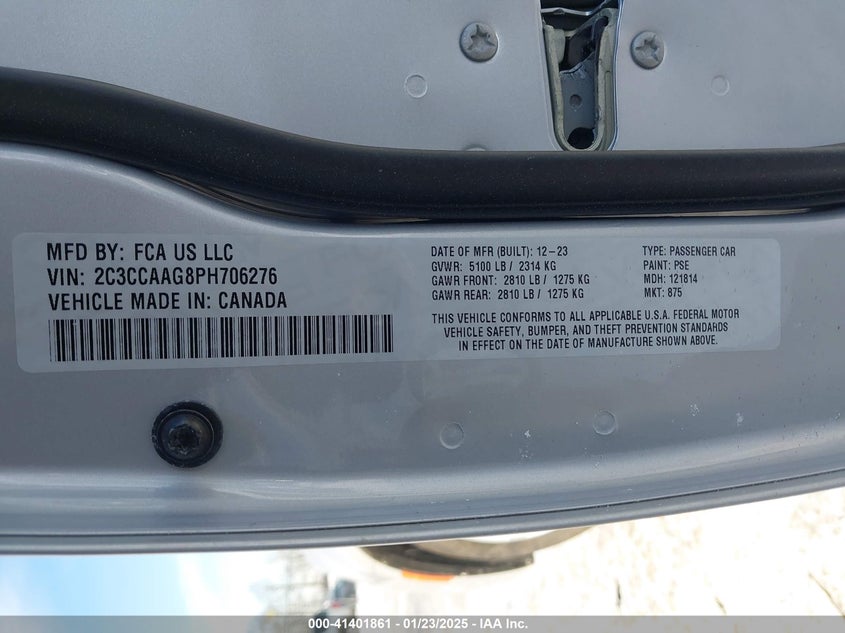 MFD BY: FCA US LLC
VIN: 2C3CCAAG8PH706276
VEHICLE MADE IN: CANADA
DATE OF MFR (BUILT): 12-23
GVWR: 5100 LB / 2314 KG
GAWR FRONT: 2810 LB / 1275 KG
GAWR REAR: 2810 LB / 1275 KG
TYPE: PASSENGER CAR
PAINT: PSE
MDH: 121814
MKT: 875
THIS VEHICLE CONFORMS TO ALL APPLICABLE U.S.A. FEDERAL MOTOR
VEHICLE SAFETY, BUMPER, AND THEFT PREVENTION STANDARDS
IN EFFECT ON THE DATE OF MANUFACTURE SHOWN ABOVE.
000-41401861 - 01/23/2025 - IAA Inc.